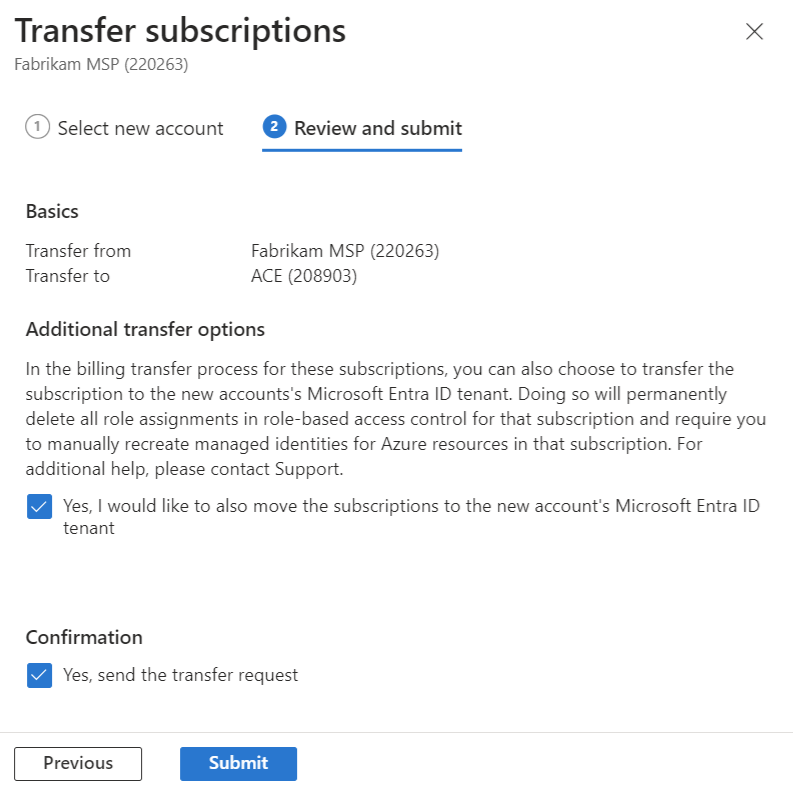 Transfer subscriptions
Fabrikam MSP (220263)
1 Select new account
2 Review and submit
Basics
Transfer from Fabrikam MSP (220263)
Transfer to ACE (208903)
Additional transfer options
In the billing transfer process for these subscriptions, you can also choose to transfer the
subscription to the new accounts's Microsoft Entra ID tenant. Doing so will permanently
delete all role assignments in role-based access control for that subscription and require you
to manually recreate managed identities for Azure resources in that subscription. For
additional help, please contact Support.
Yes, I would like to also move the subscriptions to the new account's Microsoft Entra ID
tenant
Confirmation
Yes, send the transfer request
Previous
Submit